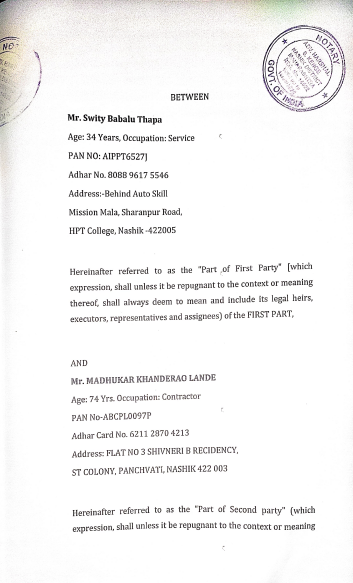 NO
NOTARY
GOVT. OF INDIA
BETWEEN
Mr. Swity Babalu Thapa
Age: 34 Years, Occupation: Service
PAN NO: AIPPT6527J
Adhar No. 8088 9617 5546
Address:-Behind Auto Skill
Mission Mala, Sharanpur Road,
HPT College, Nashik -422005
Hereinafter referred to as the "Part of First Party" [which
expression, shall unless it be repugnant to the context or meaning
thereof, shall always deem to mean and include its legal heirs,
executors, representatives and assignees) of the FIRST PART,
AND
Mr. MADHUKAR KHANDERAO LANDE
Age: 74 Yrs. Occupation: Contractor
PAN No-ABCPL0097P
Adhar Card No. 6211 2870 4213
Address: FLAT NO 3 SHIVNERI B RECIDENCY,
ST COLONY, PANCHVATI, NASHIK 422 003
Hereinafter referred to as the "Part of Second party" (which
expression, shall unless it be repugnant to the context or meaning